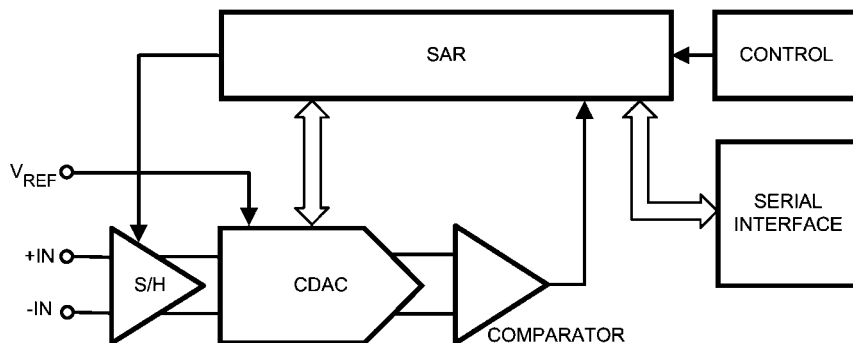 SAR
CONTROL
VREF
SERIAL
INTERFACE
+IN
S/H
CDAC
-IN
COMPARATOR